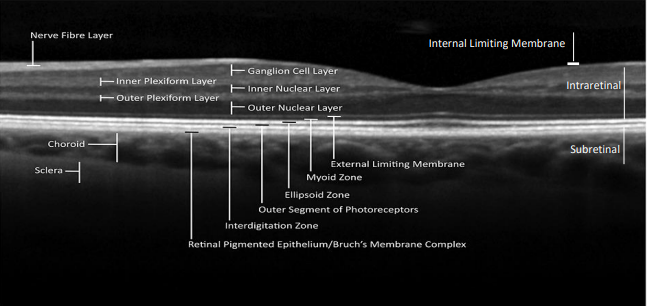 Nerve Fibre Layer
Internal Limiting Membrane
Ganglion Cell Layer
Inner Plexiform Layer
Inner Nuclear Layer
Intraretinal
Outer Plexiform Layer
Outer Nuclear Layer
Choroid
Subretinal
External Limiting Membrane
Sclera
Myoid Zone
Ellipsoid Zone
Outer Segment of Photoreceptors
Interdigitation Zone
Retinal Pigmented Epithelium/Bruch's Membrane Complex